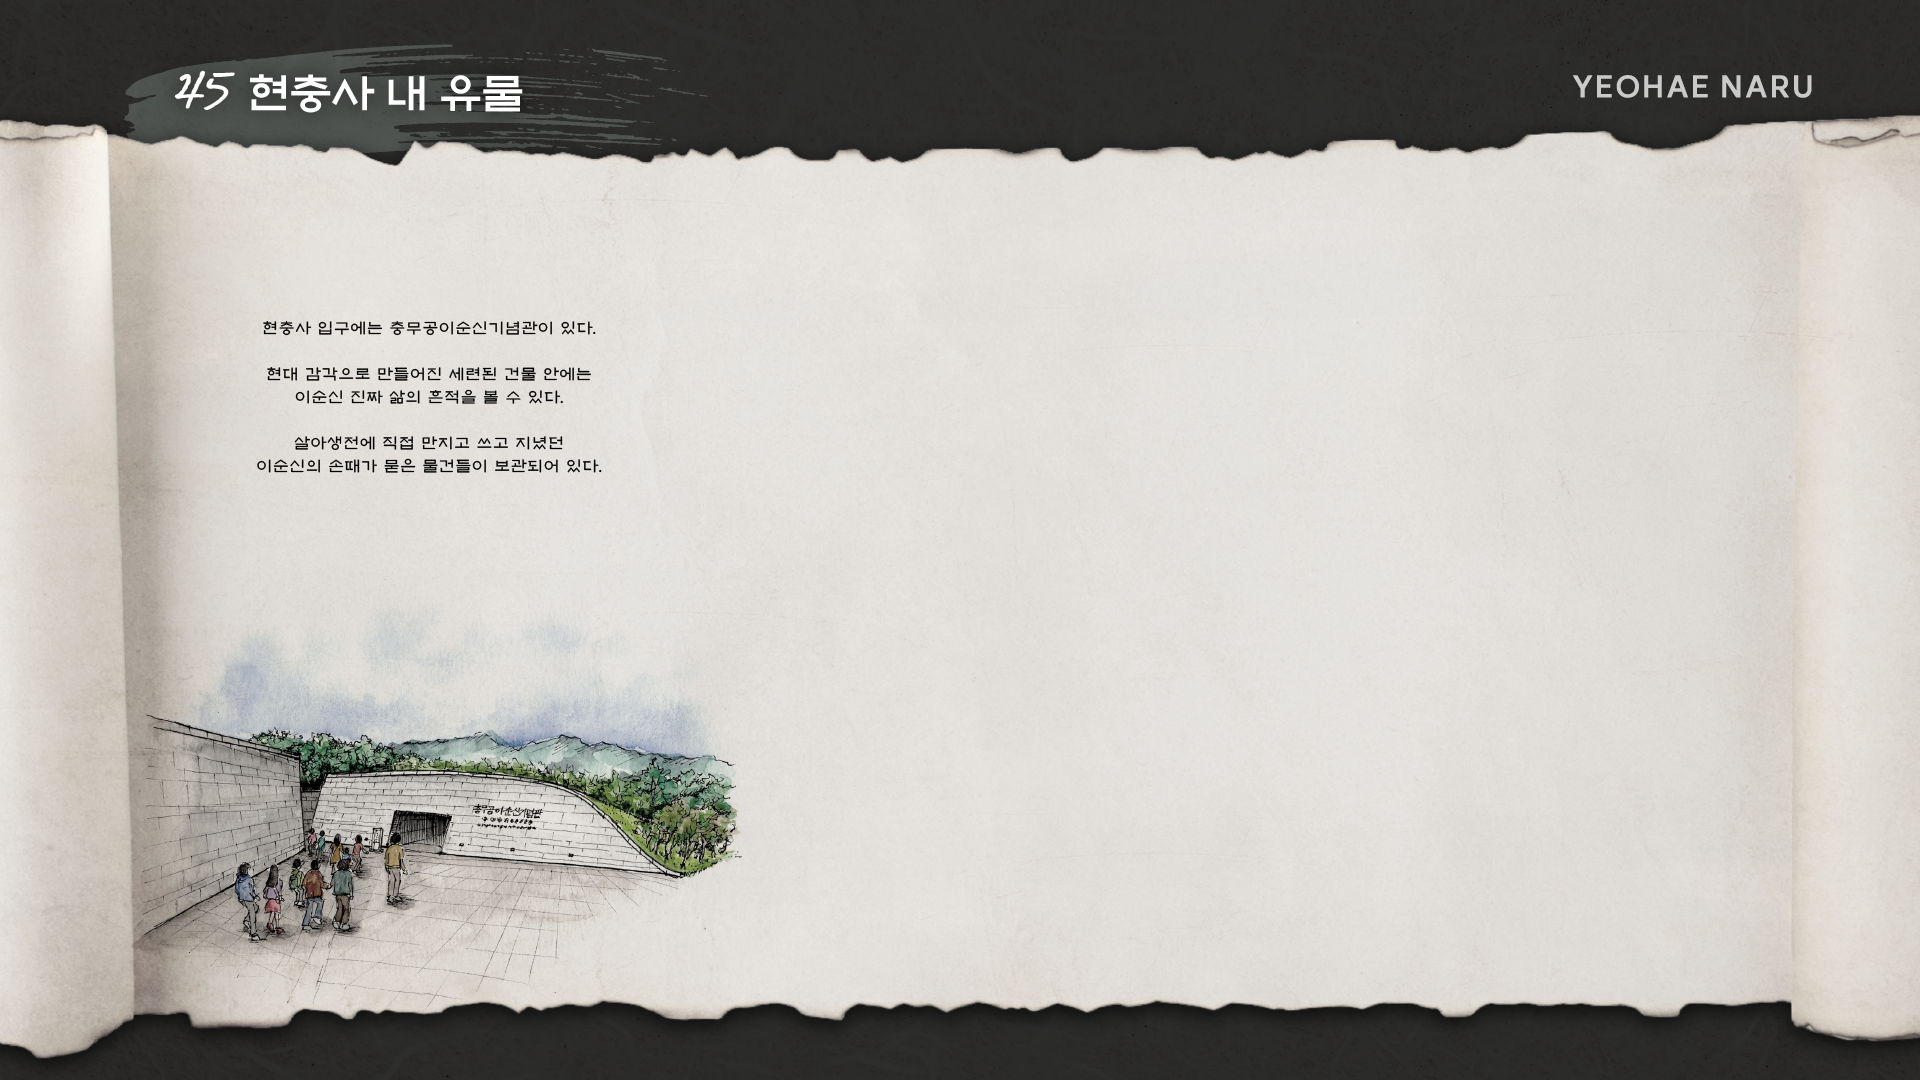 45 현충사 내 유물
YEOHAE NARU
현충사 입구에는 충무공이순신기념관이 있다.
현대 감각으로 만들어진 세련된 건물 안에는
이순신 진짜 삶의 흔적을 볼 수 있다.
살아생전에 직접 만지고 쓰고 지녔던
이순신의 손때가 묻은 물건들이 보관되어 있다.
충무공이순신기념관